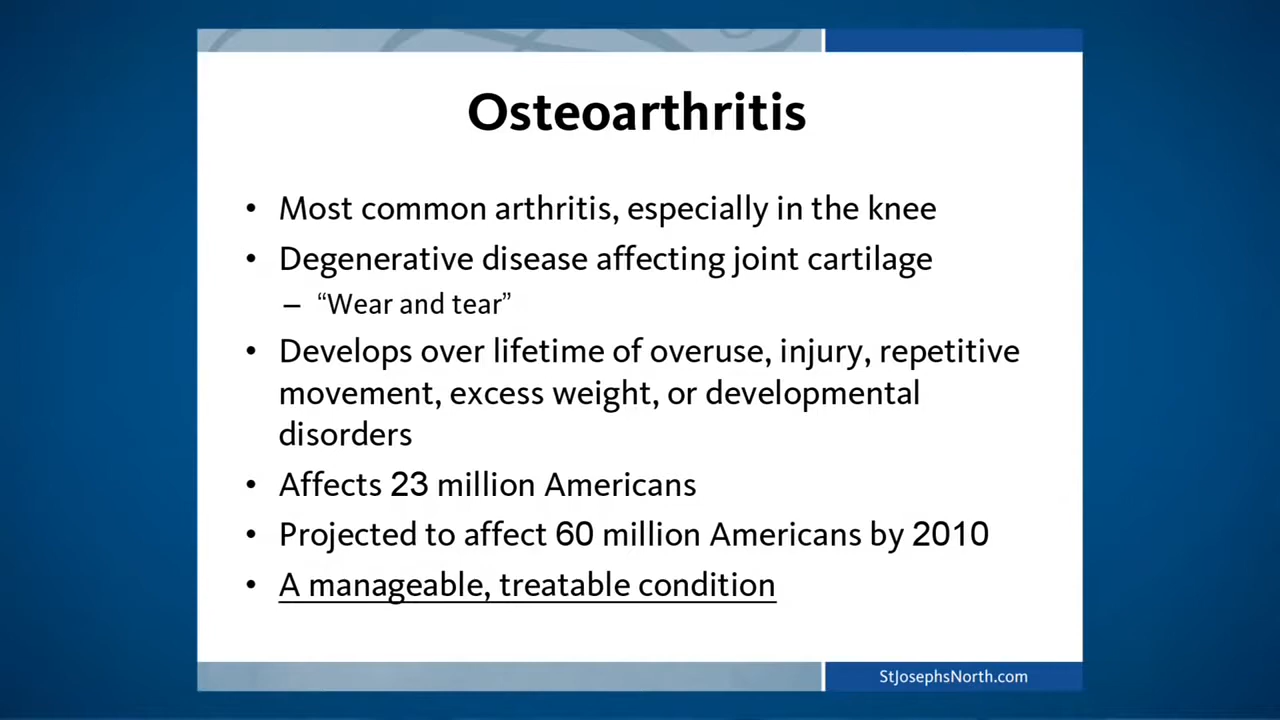 Osteoarthritis
• Most common arthritis, especially in the knee
• Degenerative disease affecting joint cartilage
– “Wear and tear”
• Develops over lifetime of overuse, injury, repetitive
movement, excess weight, or developmental
disorders
• Affects 23 million Americans
• Projected to affect 60 million Americans by 2010
• A manageable, treatable condition
StJosephsNorth.com